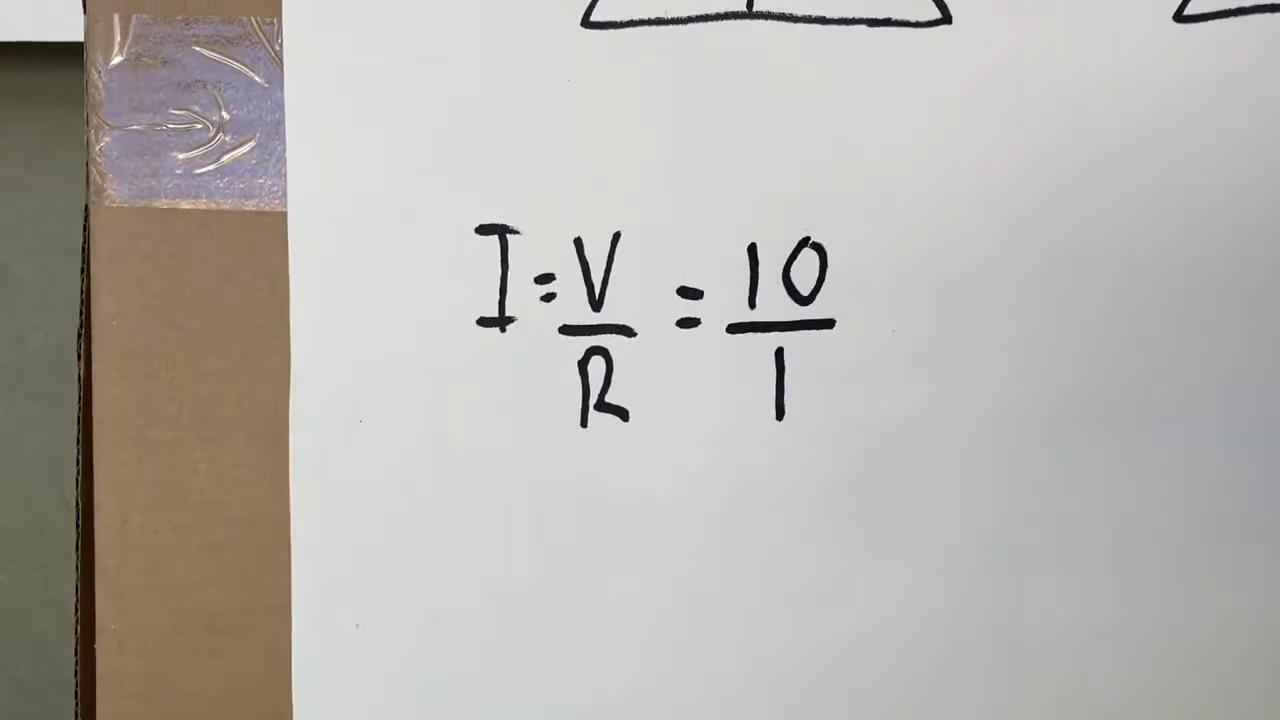 I = V/R = 10/1